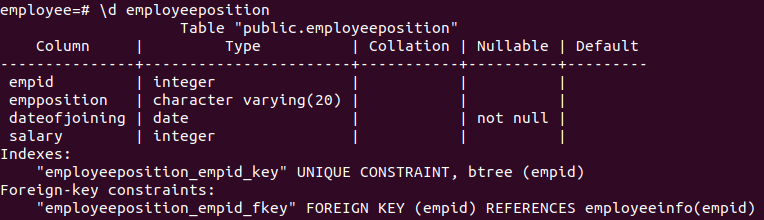 employee=# \d employeeposition
                  Table "public.employeeposition"
    Column     |         Type          | Collation | Nullable | Default
---------------+-----------------------+-----------+----------+---------
 empid         | integer               |           |          |
 empposition   | character varying(20) |           |          |
 dateofjoining | date                  |           | not null |
 salary        | integer               |           |          |
Indexes:
    "employeeposition_empid_key" UNIQUE CONSTRAINT, btree (empid)
Foreign-key constraints:
    "employeeposition_empid_fkey" FOREIGN KEY (empid) REFERENCES employeeinfo(empid)